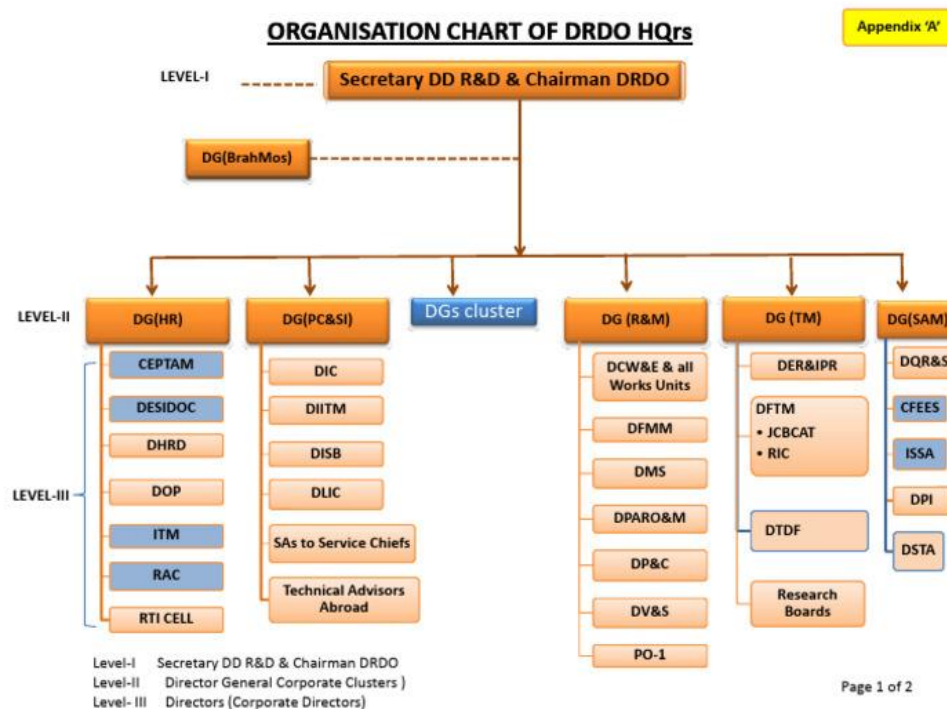 ORGANISATION CHART OF DRDO HQrs
Appendix 'A'
LEVEL-I
Secretary DD R&D & Chairman DRDO
DG(BrahMos)
LEVEL-II
DG(HR)
DG(PC&SI)
DGs cluster
DG (R&M)
DG (TM)
DG(SAM)
LEVEL-III
CEPTAM
DESIDOC
DHRD
DOP
ITM
RAC
RTI CELL
DIC
DIITM
DISB
DLIC
SAs to Service Chiefs
Technical Advisors
Abroad
DCW&E & all
Works Units
DFMM
DMS
DPARO&M
DP&C
DV&S
PO-1
DER&IPR
DFTM
• JCBCAT
• RIC
DTDF
Research
Boards
DQR&S
CFEES
ISSA
DPI
DSTA
Level-I Secretary DD R&D & Chairman DRDO
Level-II Director General Corporate Clusters )
Level- III Directors (Corporate Directors)
Page 1 of 2